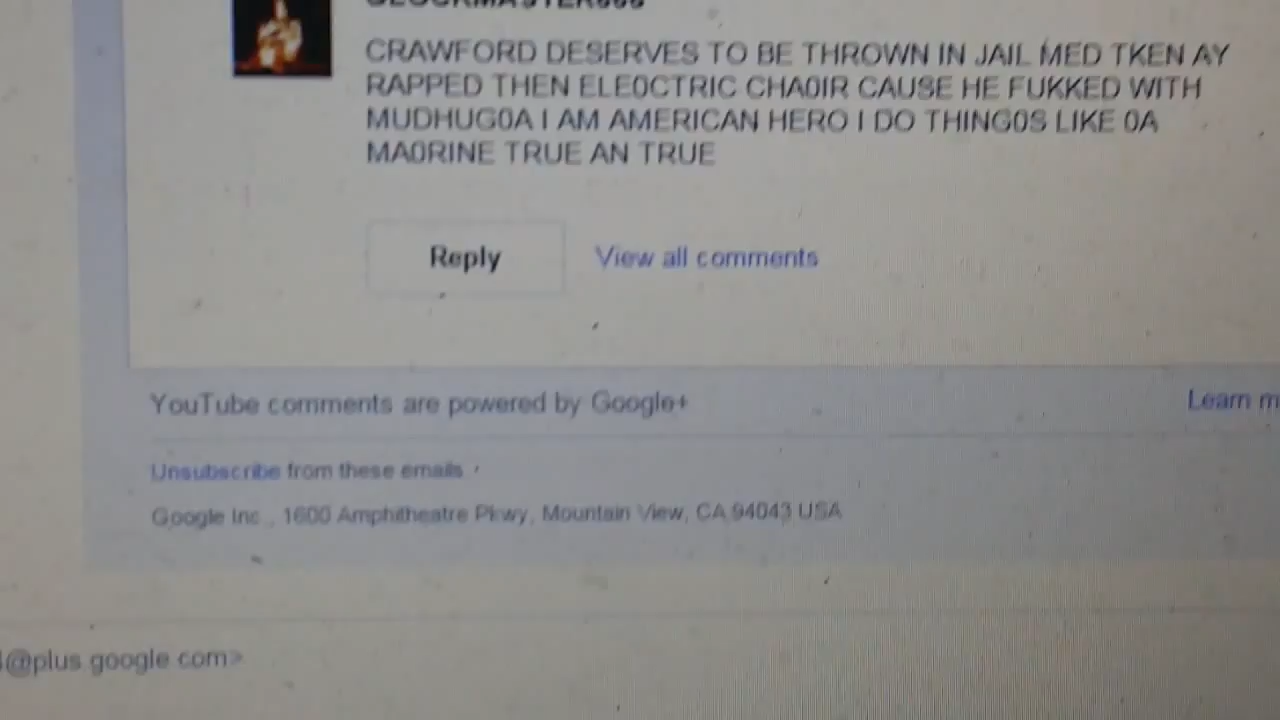 GLOCKMASTER666
CRAWFORD DESERVES TO BE THROWN IN JAIL MED TKEN AY
RAPPED THEN ELE0CTRIC CHA0IR CAUSE HE FUKKED WITH
MUDHUG0A I AM AMERICAN HERO I DO THING0S LIKE 0A
MA0RINE TRUE AN TRUE
Reply View all comments
YouTube comments are powered by Google+ Learn m
Unsubscribe from these emails
Google Inc., 1600 Amphitheatre Pkwy, Mountain View, CA 94043 USA
@plus.google.com>